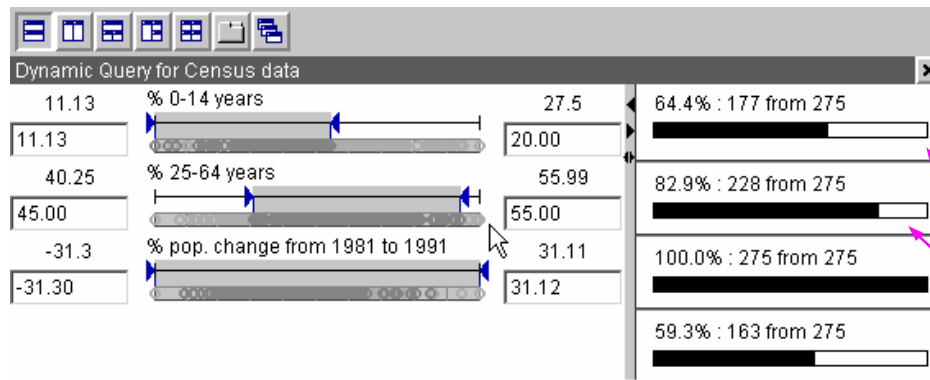 Dynamic Query for Census data
11.13 % 0-14 years 27.5
11.13 20.00
64.4% : 177 from 275
40.25 % 25-64 years 55.99
45.00 55.00
82.9% : 228 from 275
-31.3 % pop. change from 1981 to 1991 31.11
-31.30 31.12
100.0% : 275 from 275
59.3% : 163 from 275